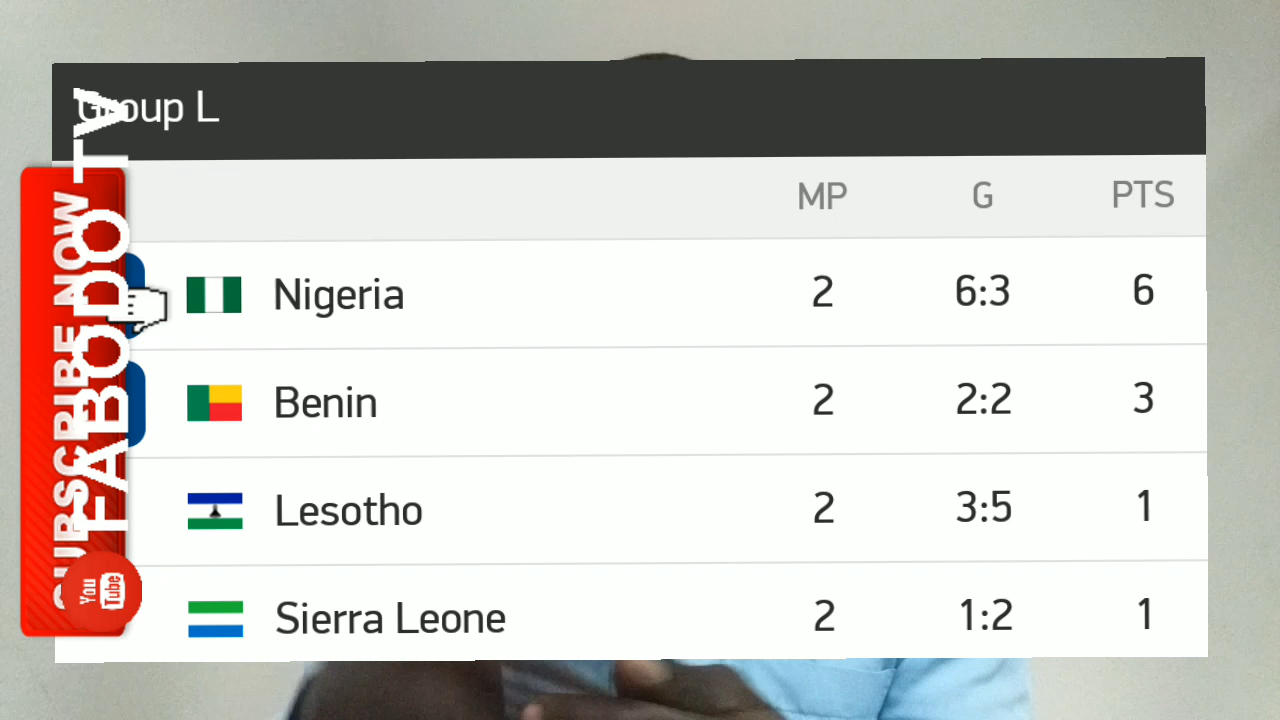 Group L
MP G PTS
Nigeria 2 6:3 6
Benin 2 2:2 3
Lesotho 2 3:5 1
Sierra Leone 2 1:2 1
SUBSCRIBE NOW
FABODO TV
You
Tube